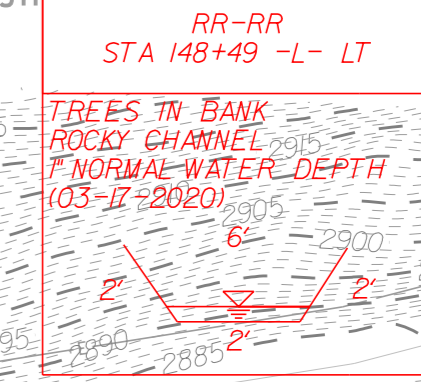 RR-RR
STA 148+49 -L- LT
TREES IN BANK
ROCKY CHANNEL
2915
1" NORMAL WATER DEPTH
(03-17-2020)
2905
6'
2900
2'
2'
2'
2890
2885